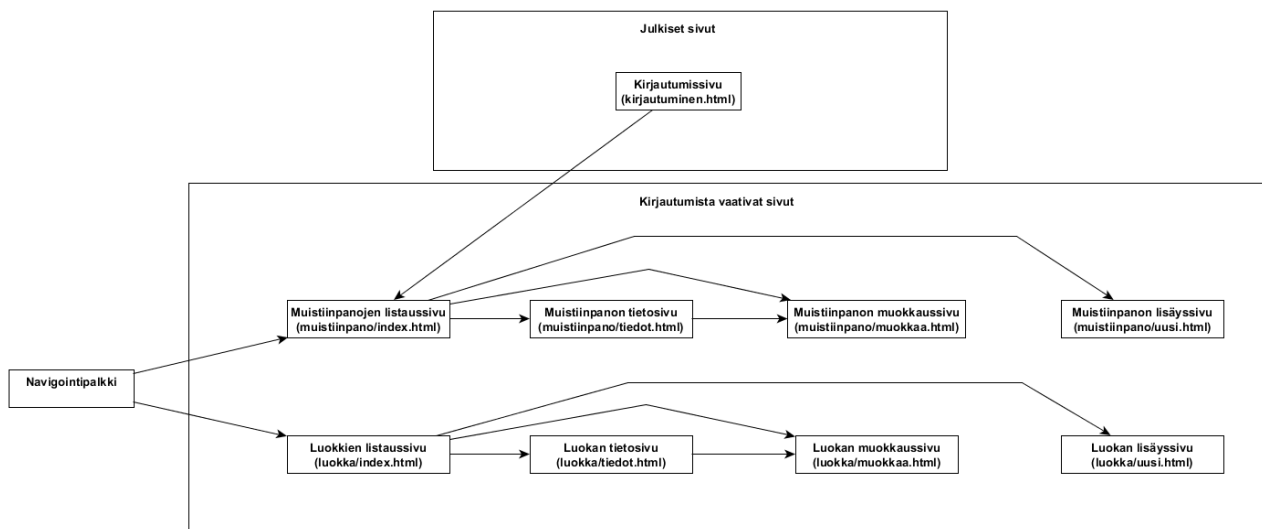 Julkiset sivut
Kirjautumissivu
(kirjautuminen.html)
Kirjautumista vaativat sivut
Muistiinpanojen listaussivu
(muistiinpano/index.html)
Muistiinpanon tietosivu
(muistiinpano/tiedot.html)
Muistiinpanon muokkaussivu
(muistiinpano/muokkaa.html)
Muistiinpanon lisäyssivu
(muistiinpano/uusi.html)
Navigointipalkki
Luokkien listaussivu
(luokka/index.html)
Luokan tietosivu
(luokka/tiedot.html)
Luokan muokkaussivu
(luokka/muokkaa.html)
Luokan lisäyssivu
(luokka/uusi.html)